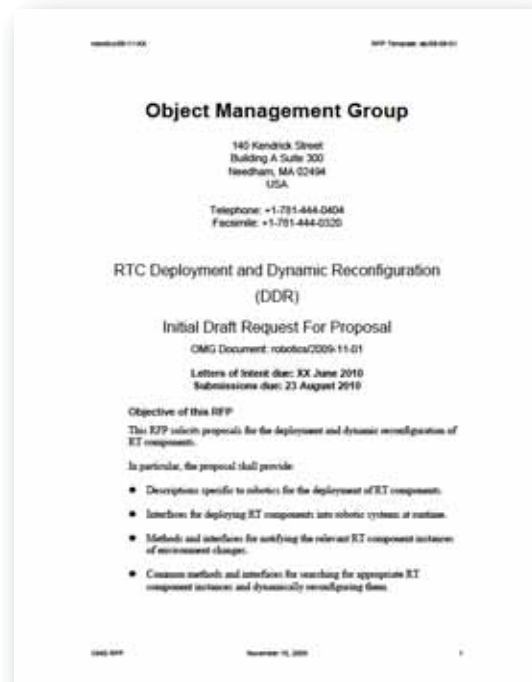 Object Management Group
140 Kendrick Street
Building A Suite 300
Needham, MA 02494
USA
Telephone: +1-781-444-0404
Facsimile: +1-781-444-0320
RTC Deployment and Dynamic Reconfiguration
(DDR)
Initial Draft Request For Proposal
OMG Document: robotics/2009-11-01
Letters of Intent due: XX June 2010
Submissions due: 23 August 2010
Objective of this RFP
This RFP solicits proposals for the deployment and dynamic reconfiguration of
RT components.
In particular, the proposal shall provide:
● Descriptions specific to robotics for the deployment of RT components.
● Interfaces for deploying RT components into robotic systems at runtime.
● Methods and interfaces for notifying the relevant RT component instances
of environment changes.
● Common methods and interfaces for searching for appropriate RT
component instances and dynamically reconfiguring them.
OMG RFP November 2009 1